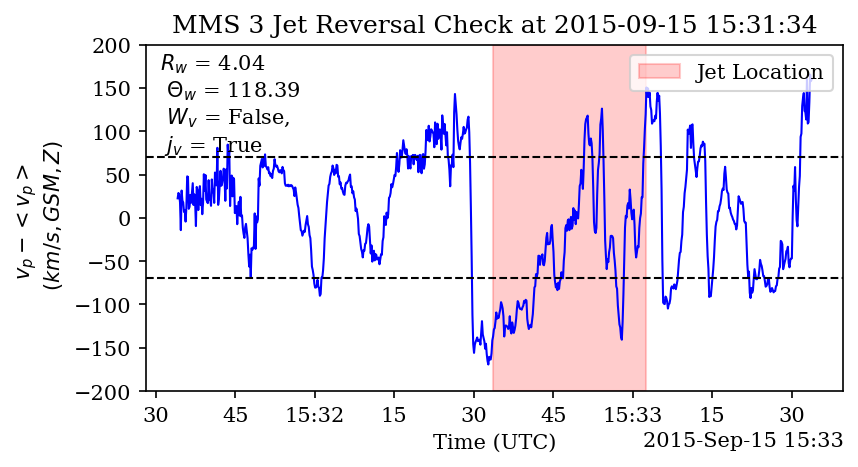 MMS 3 Jet Reversal Check at 2015-09-15 15:31:34
R_w = 4.04
Θ_w = 118.39
W_v = False,
j_v = True
Jet Location
v_p − < v_p >
(km/s, GSM, Z)
200
150
100
50
0
−50
−100
−150
−200
30 45 15:32 15 30 45 15:33 15 30
Time (UTC)
2015-Sep-15 15:33